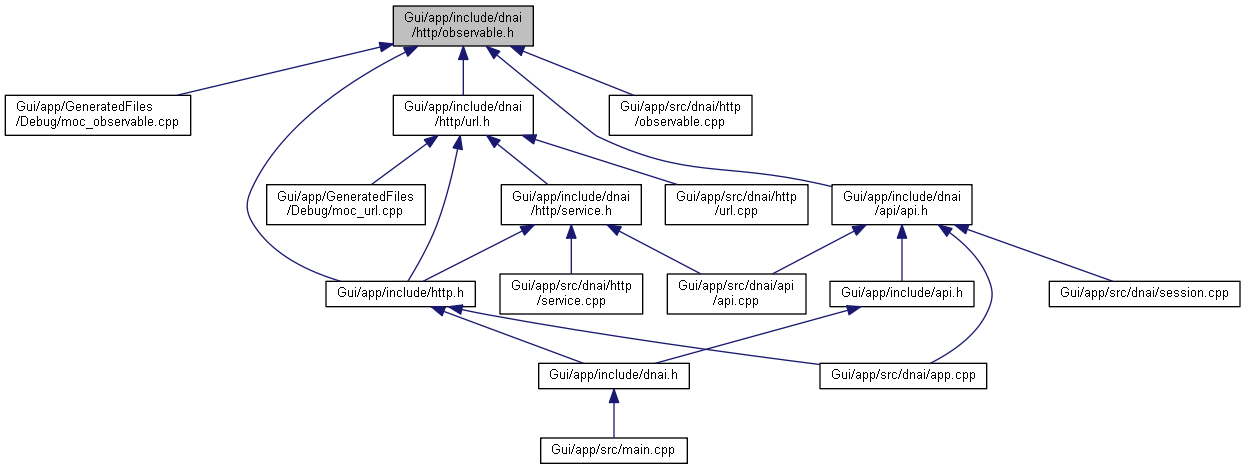 Gui/app/include/dnai
/http/observable.h
Gui/app/GeneratedFiles
/Debug/moc_observable.cpp
Gui/app/include/dnai
/http/url.h
Gui/app/src/dnai/http
/observable.cpp
Gui/app/GeneratedFiles
/Debug/moc_url.cpp
Gui/app/include/dnai
/http/service.h
Gui/app/src/dnai/http
/url.cpp
Gui/app/include/dnai
/api/api.h
Gui/app/include/http.h
Gui/app/src/dnai/http
/service.cpp
Gui/app/src/dnai/api
/api.cpp
Gui/app/include/api.h
Gui/app/src/dnai/session.cpp
Gui/app/include/dnai.h
Gui/app/src/dnai/app.cpp
Gui/app/src/main.cpp